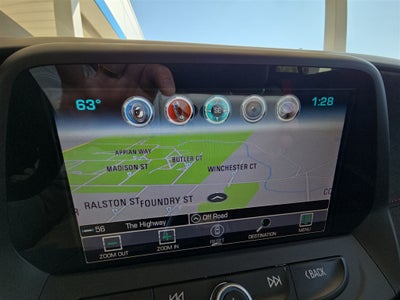 63°
SE
1:28
APPIAN WAY
BUTLER CT
MADISON ST
WINCHESTER CT
RALSTON ST
FOUNDRY ST
56
The Highway
Off Road
ZOOM OUT
ZOOM IN
RESET
DESTINATION
MENU
BACK